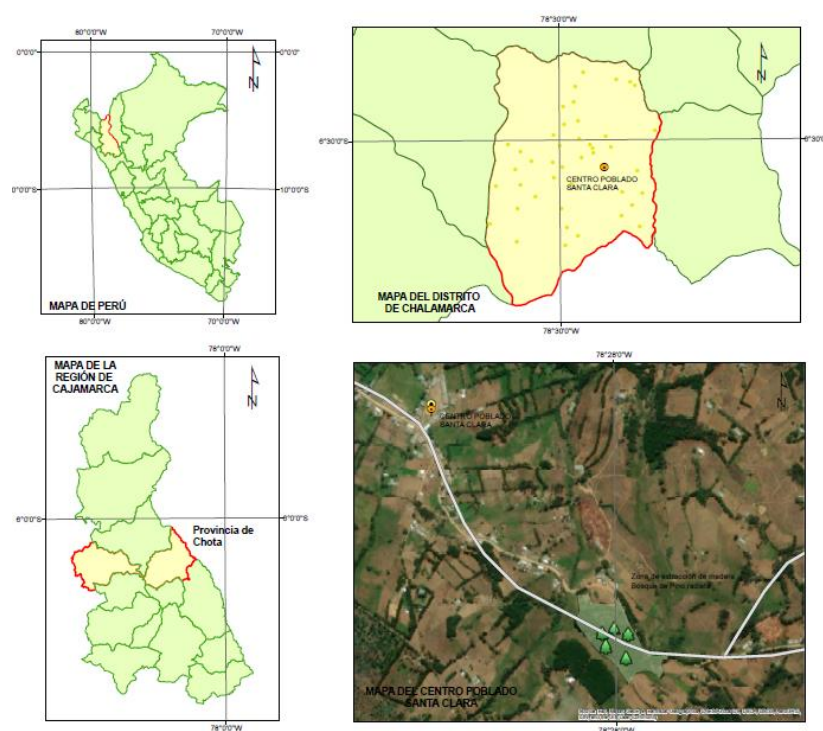 80°0'0"W 70°0'0"W
0°0'0" 0°0'0"
N
0°0'0"S 10°0'0"S
MAPA DE PERÚ
80°0'0"W 70°0'0"W
78°30'0"W
N
6°30'0"S 6°30'0"
CENTRO POBLADO
SANTA CLARA
MAPA DEL DISTRITO
DE CHALAMARCA
78°30'0"W
78°0'0"W
MAPA DE LA
REGIÓN DE
CAJAMARCA
N
6°0'0"S 6°0'0"S
Provincia de
Chota
78°0'0"W
78°28'0"W
N
CENTRO POBLADO
SANTA CLARA
Zona de extracción de madera
Bosque de Pino radiata
MAPA DEL CENTRO POBLADO
SANTA CLARA
78°28'0"W